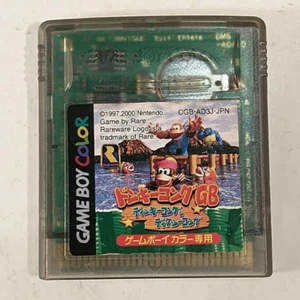 ©1997,2000 Nintendo
CGB-AD3J-JPN
Game by Rare.
Rareware Logo is a
trademark of Rare.
GAME BOY COLOR
R
ドンキーコングGB
ディンキーコング&
ディクシーコング
ゲームボーイカラー専用